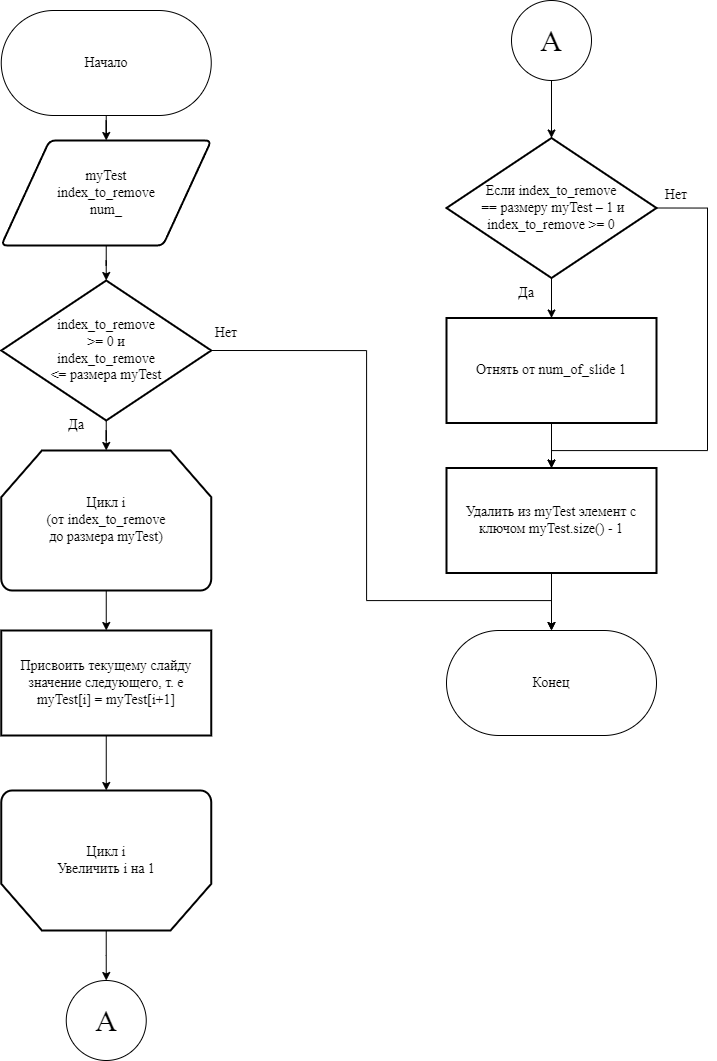 Начало
myTest
index_to_remove
num_
index_to_remove
>= 0 и
index_to_remove
<= размера myTest
Нет
Да
Цикл i
(от index_to_remove
до размера myTest)
Присвоить текущему слайду
значение следующего, т. е
myTest[i] = myTest[i+1]
Цикл i
Увеличить i на 1
А
А
Если index_to_remove
== размеру myTest – 1 и
index_to_remove >= 0
Нет
Да
Отнять от num_of_slide 1
Удалить из myTest элемент с
ключом myTest.size() - 1
Конец